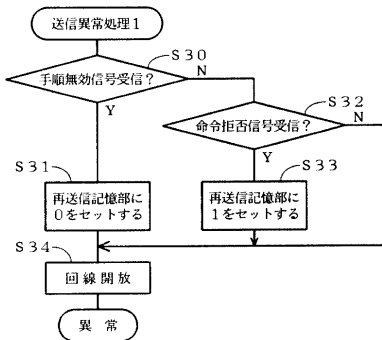 送信異常処理1
S30
手順無効信号受信?
N
Y
S32
命令拒否信号受信?
N
Y
S31
再送信記憶部に
0をセットする
S33
再送信記憶部に
1をセットする
S34
回線開放
異 常